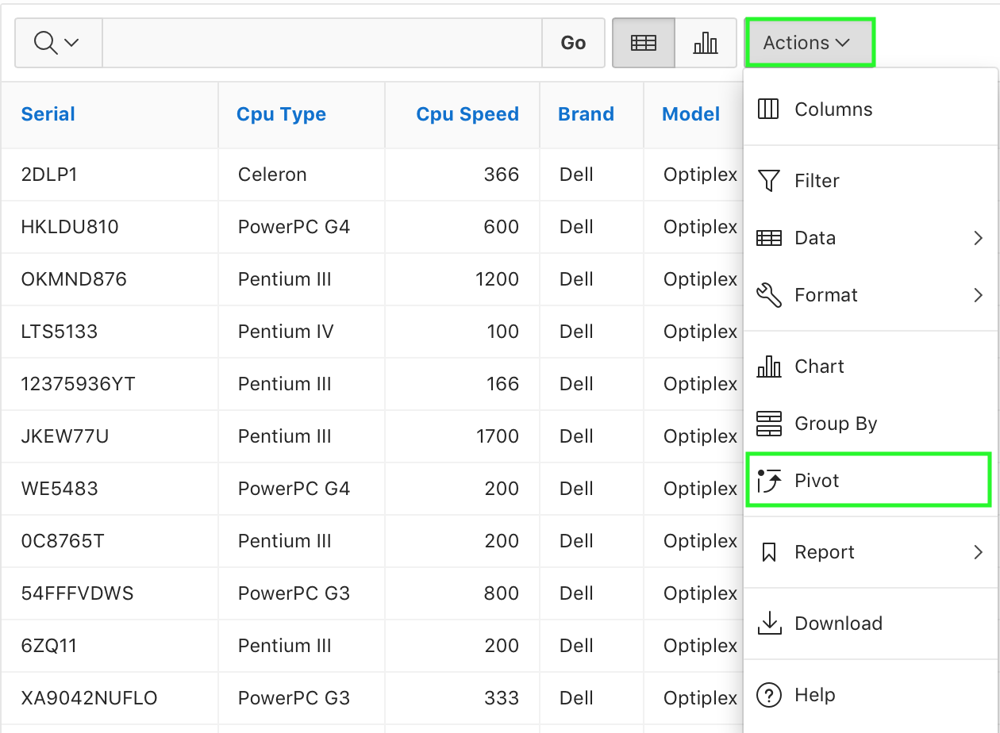 Go Actions
Serial Cpu Type Cpu Speed Brand Model
2DLP1 Celeron 366 Dell Optiplex
HKLDU810 PowerPC G4 600 Dell Optiplex
OKMND876 Pentium III 1200 Dell Optiplex
LTS5133 Pentium IV 100 Dell Optiplex
12375936YT Pentium III 166 Dell Optiplex
JKEW77U Pentium III 1700 Dell Optiplex
WE5483 PowerPC G4 200 Dell Optiplex
0C8765T Pentium III 200 Dell Optiplex
54FFFVDWS PowerPC G3 800 Dell Optiplex
6ZQ11 Pentium III 200 Dell Optiplex
XA9042NUFLO PowerPC G3 333 Dell Optiplex
Columns
Filter
Data
Format
Chart
Group By
Pivot
Report
Download
Help